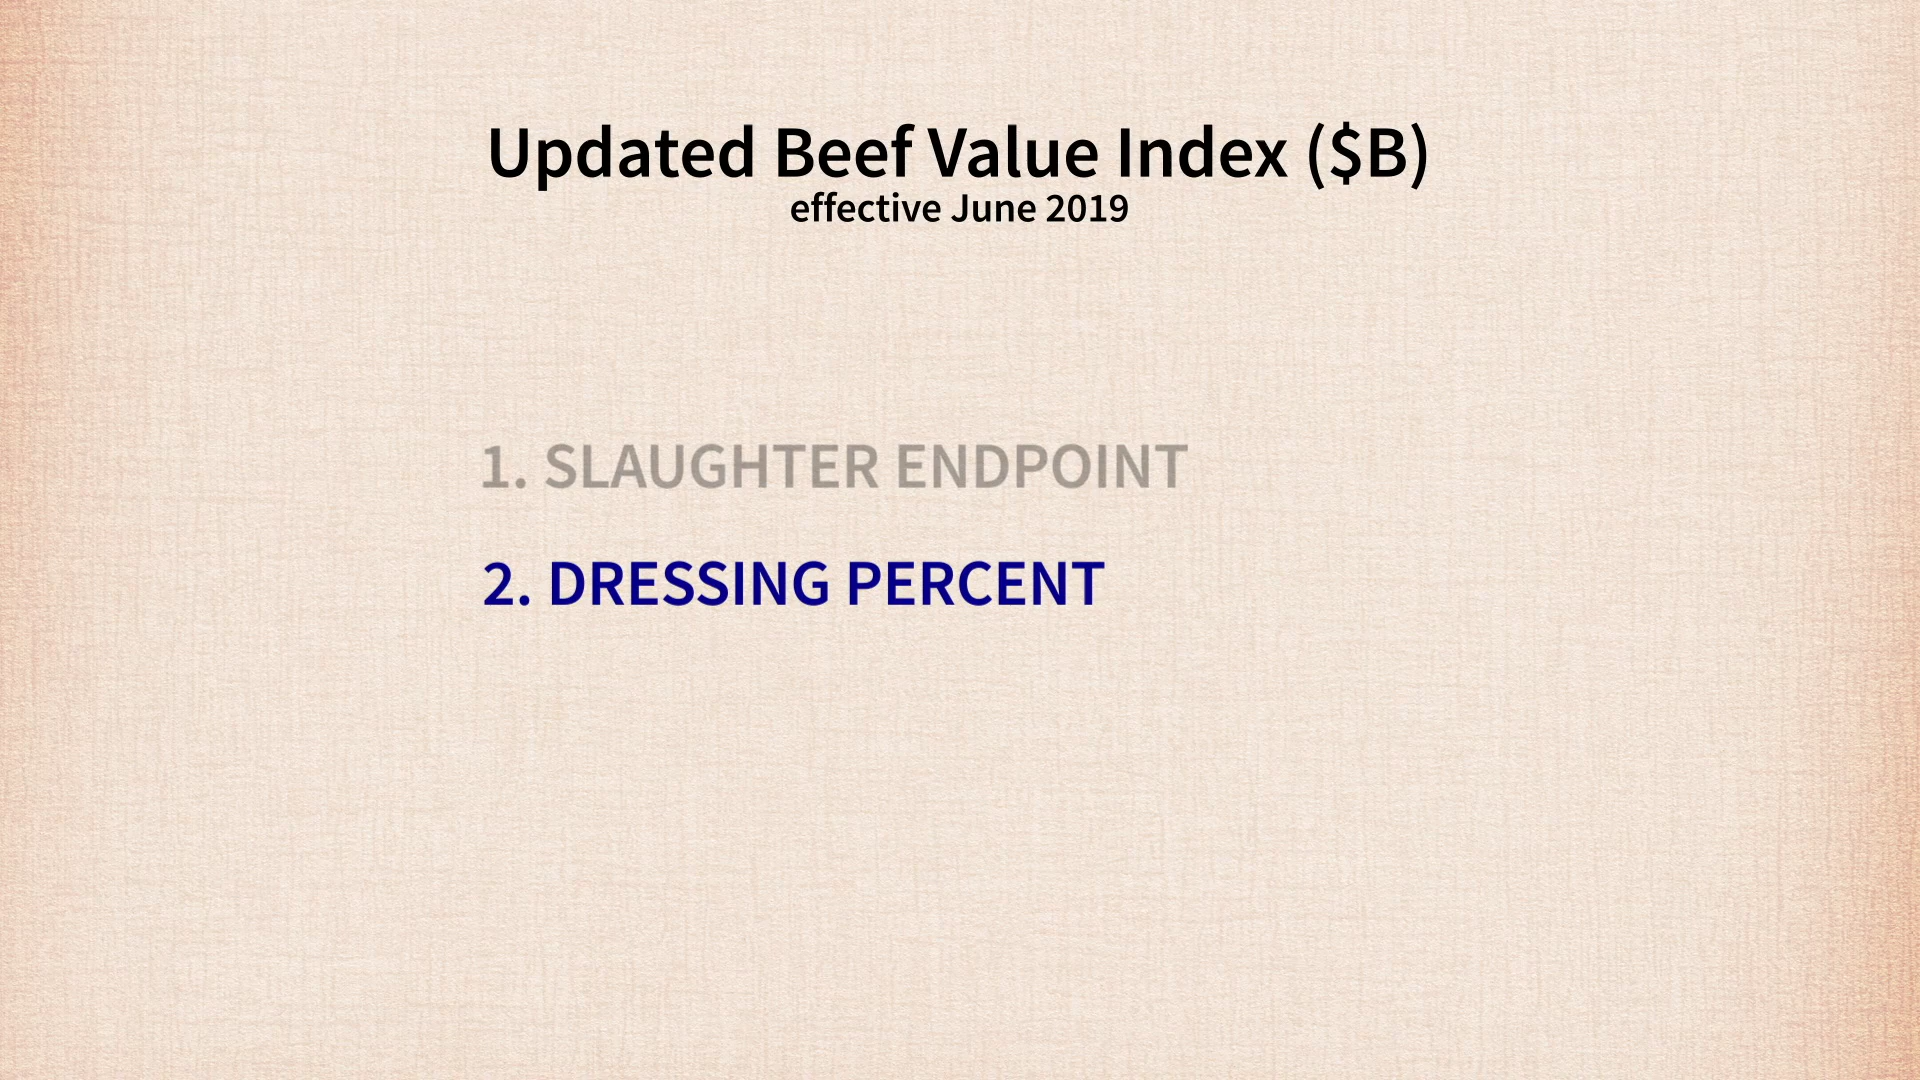 Updated Beef Value Index ($B)
effective June 2019
1. SLAUGHTER ENDPOINT
2. DRESSING PERCENT